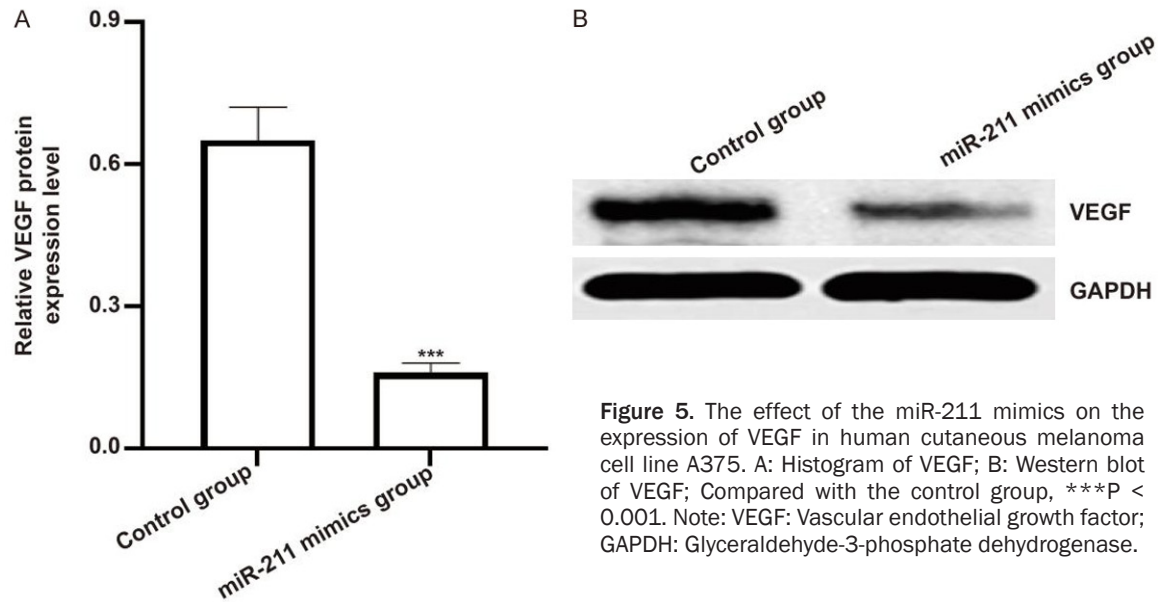 A
0.9
0.6
0.3
0.0
Relative VEGF protein
expression level
***
Control group
miR-211 mimics group
B
Control group
miR-211 mimics group
VEGF
GAPDH
Figure 5. The effect of the miR-211 mimics on the
expression of VEGF in human cutaneous melanoma
cell line A375. A: Histogram of VEGF; B: Western blot
of VEGF; Compared with the control group, ***P <
0.001. Note: VEGF: Vascular endothelial growth factor;
GAPDH: Glyceraldehyde-3-phosphate dehydrogenase.